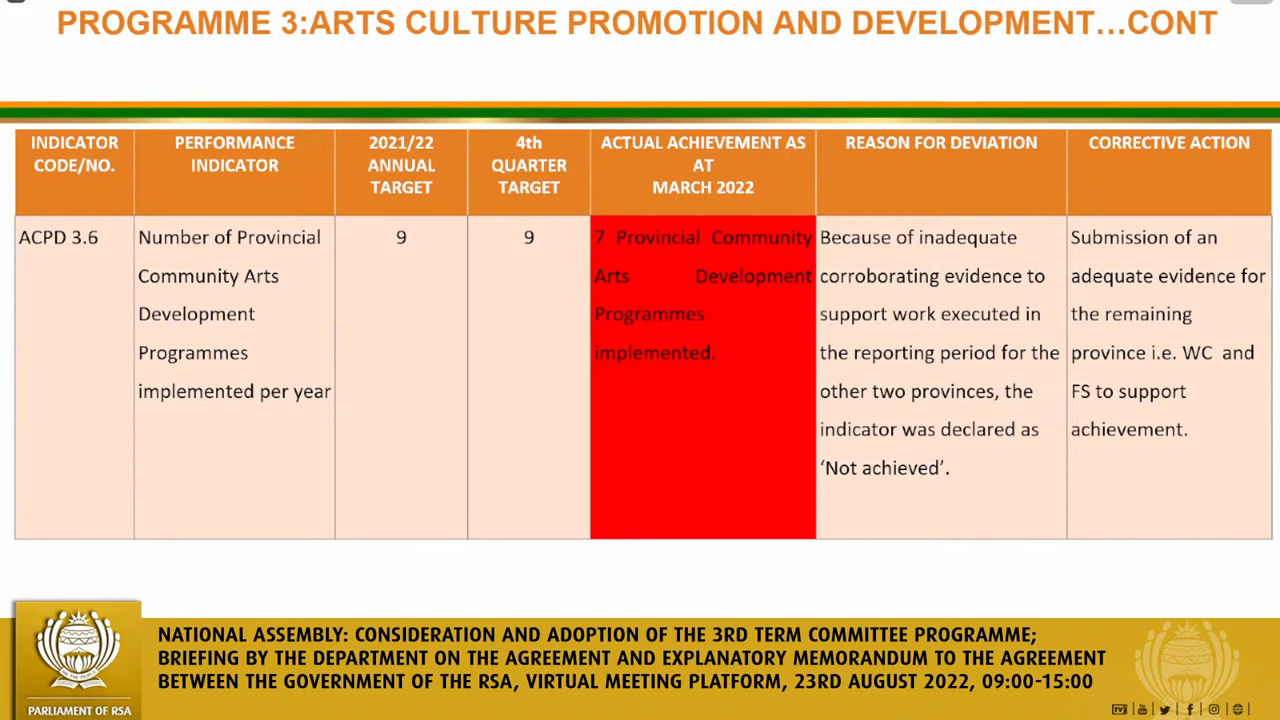 PROGRAMME 3:ARTS CULTURE PROMOTION AND DEVELOPMENT…CONT
INDICATOR
CODE/NO.
PERFORMANCE
INDICATOR
2021/22
ANNUAL
TARGET
4th
QUARTER
TARGET
ACTUAL ACHIEVEMENT AS
AT
MARCH 2022
REASON FOR DEVIATION
CORRECTIVE ACTION
ACPD 3.6
Number of Provincial
Community Arts
Development
Programmes
implemented per year
9
9
7 Provincial Community
Arts Development
Programmes
implemented.
Because of inadequate
corroborating evidence to
support work executed in
the reporting period for the
other two provinces, the
indicator was declared as
‘Not achieved’.
Submission of an
adequate evidence for
the remaining
province i.e. WC and
FS to support
achievement.
NATIONAL ASSEMBLY: CONSIDERATION AND ADOPTION OF THE 3RD TERM COMMITTEE PROGRAMME;
BRIEFING BY THE DEPARTMENT ON THE AGREEMENT AND EXPLANATORY MEMORANDUM TO THE AGREEMENT
BETWEEN THE GOVERNMENT OF THE RSA, VIRTUAL MEETING PLATFORM, 23RD AUGUST 2022, 09:00-15:00
PARLIAMENT OF RSA